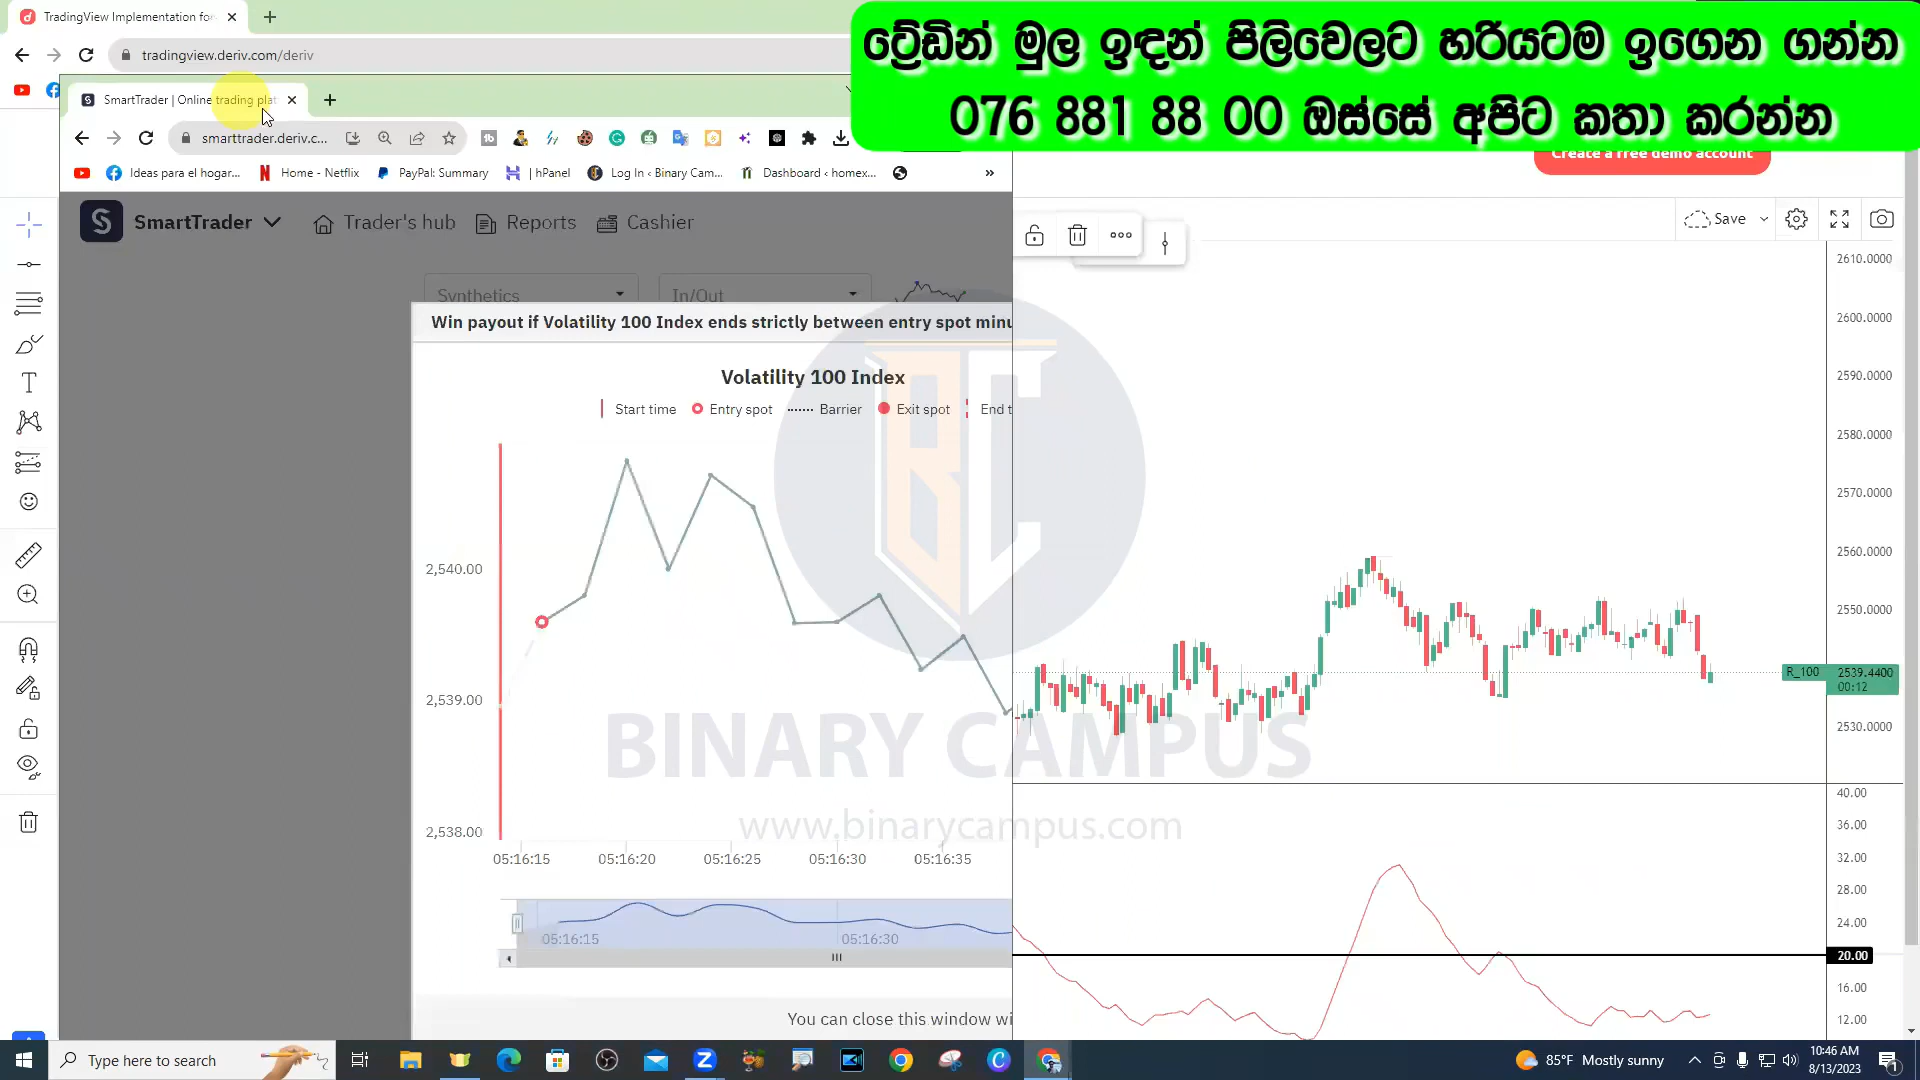 TradingView Implementation for
tradingview.deriv.com/deriv
ට්‍රේඩින් මුල ඉඳන් පිලිවෙලට හරියටම ඉගෙන ගන්න
076 881 88 00 ඔස්සේ අපිට කතා කරන්න
SmartTrader | Online trading plat
smarttrader.deriv.c...
Create a free demo account
Ideas para el hogar...
Home - Netflix
PayPal: Summary
| hPanel
Log In ‹ Binary Cam...
Dashboard ‹ homex...
»
SmartTrader
Trader's hub
Reports
Cashier
Save
Synthetics
In/Out
Win payout if Volatility 100 Index ends strictly between entry spot minu
Volatility 100 Index
Start time
Entry spot
Barrier
Exit spot
End t
2,540.00
2,539.00
2,538.00
05:16:15
05:16:20
05:16:25
05:16:30
05:16:35
05:16:15
05:16:30
You can close this window wi
2610.0000
2600.0000
2590.0000
2580.0000
2570.0000
2560.0000
2550.0000
R_100
2539.4400
00:12
2530.0000
40.00
36.00
32.00
28.00
24.00
20.00
16.00
12.00
BINARY CAMPUS
www.binarycampus.com
Type here to search
85°F Mostly sunny
10:46 AM
8/13/2023
1